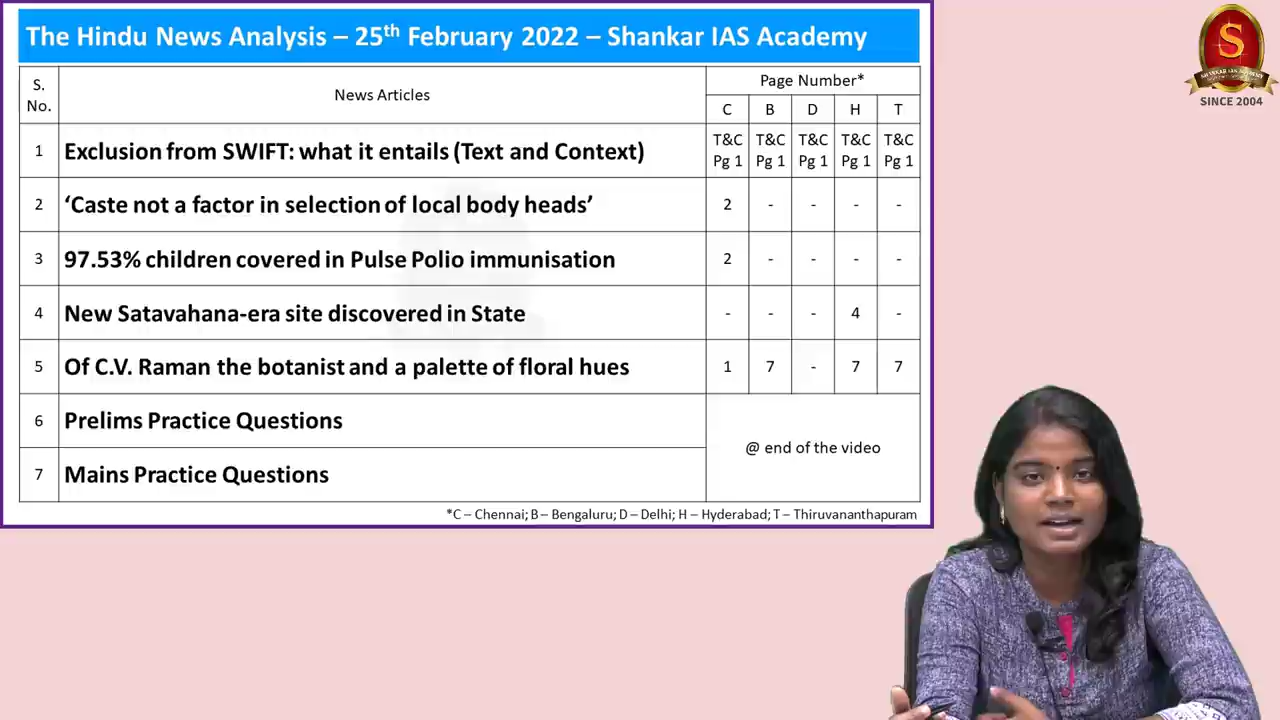 The Hindu News Analysis – 25th February 2022 – Shankar IAS Academy
S. No. News Articles Page Number*
C B D H T
1 Exclusion from SWIFT: what it entails (Text and Context) T&C Pg 1 T&C Pg 1 T&C Pg 1 T&C Pg 1 T&C Pg 1
2 ‘Caste not a factor in selection of local body heads’ 2 - - - -
3 97.53% children covered in Pulse Polio immunisation 2 - - - -
4 New Satavahana-era site discovered in State - - - 4 -
5 Of C.V. Raman the botanist and a palette of floral hues 1 7 - 7 7
6 Prelims Practice Questions
@ end of the video
7 Mains Practice Questions
*C – Chennai; B – Bengaluru; D – Delhi; H – Hyderabad; T – Thiruvananthapuram
S
SHANKAR IAS ACADEMY
SINCE 2004